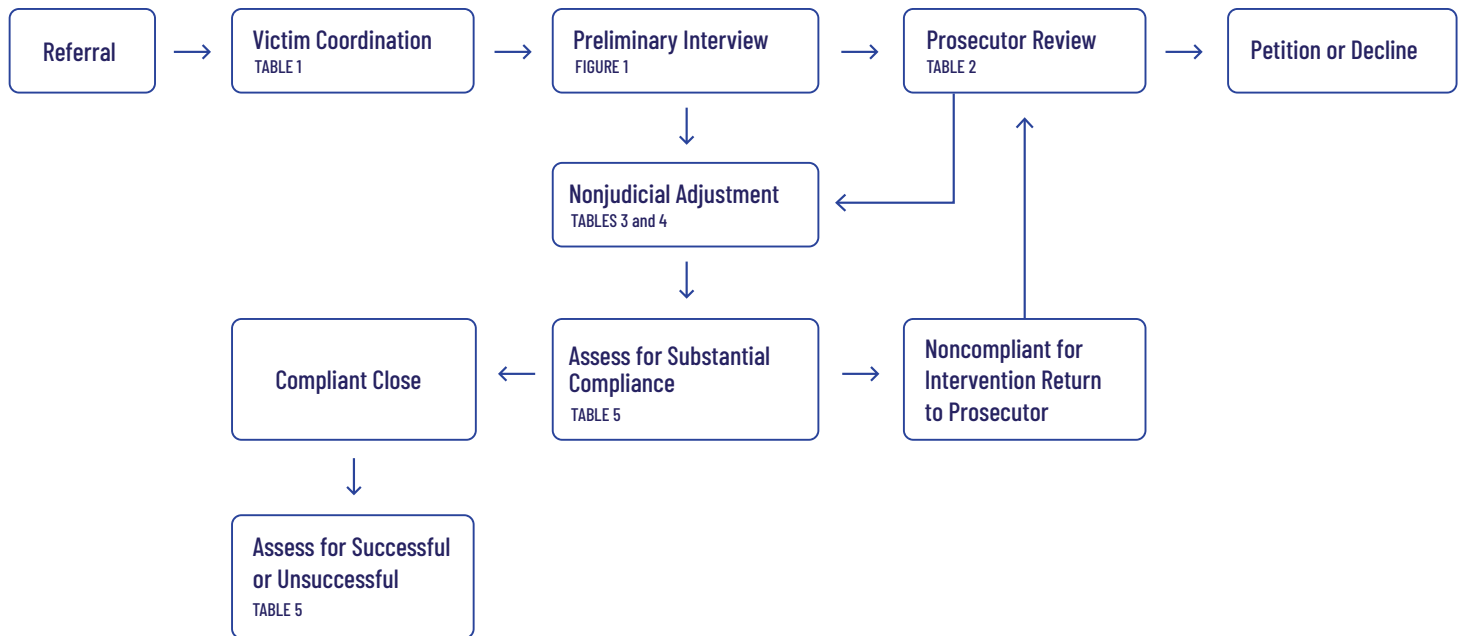 Referral
Victim Coordination
TABLE 1
Preliminary Interview
FIGURE 1
Prosecutor Review
TABLE 2
Petition or Decline
Nonjudicial Adjustment
TABLES 3 and 4
Compliant Close
Assess for Substantial
Compliance
TABLE 5
Noncompliant for
Intervention Return
to Prosecutor
Assess for Successful
or Unsuccessful
TABLE 5